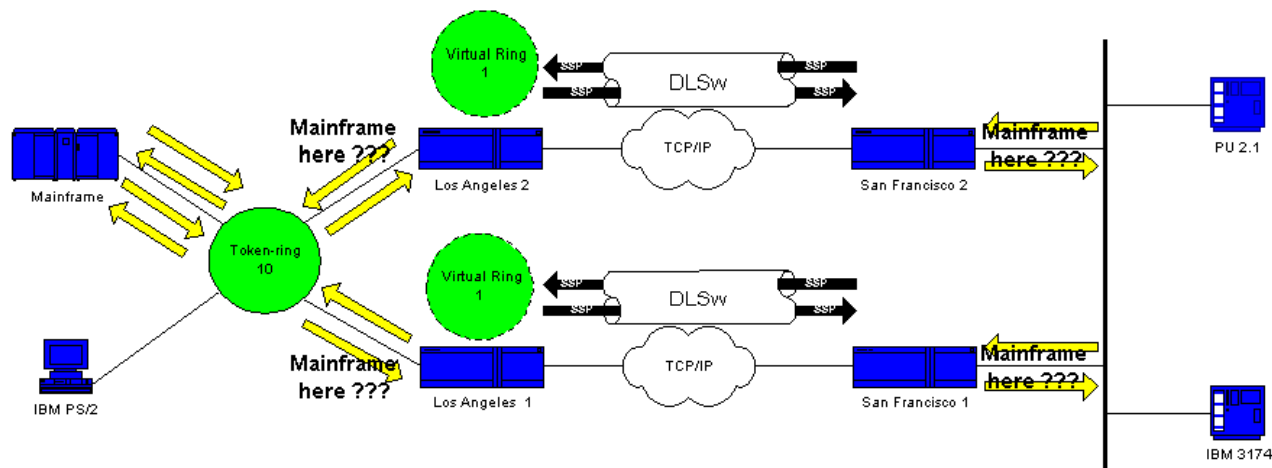 Virtual Ring
1
SSP
SSP
DLSw
SSP
SSP
Mainframe
here ???
Mainframe
here ???
TCP/IP
PU 2.1
Mainframe
Los Angeles 2
San Francisco 2
Token-ring
10
Virtual Ring
1
SSP
SSP
DLSw
SSP
SSP
TCP/IP
Mainframe
here ???
Mainframe
here ???
IBM PS/2
Los Angeles 1
San Francisco 1
IBM 3174